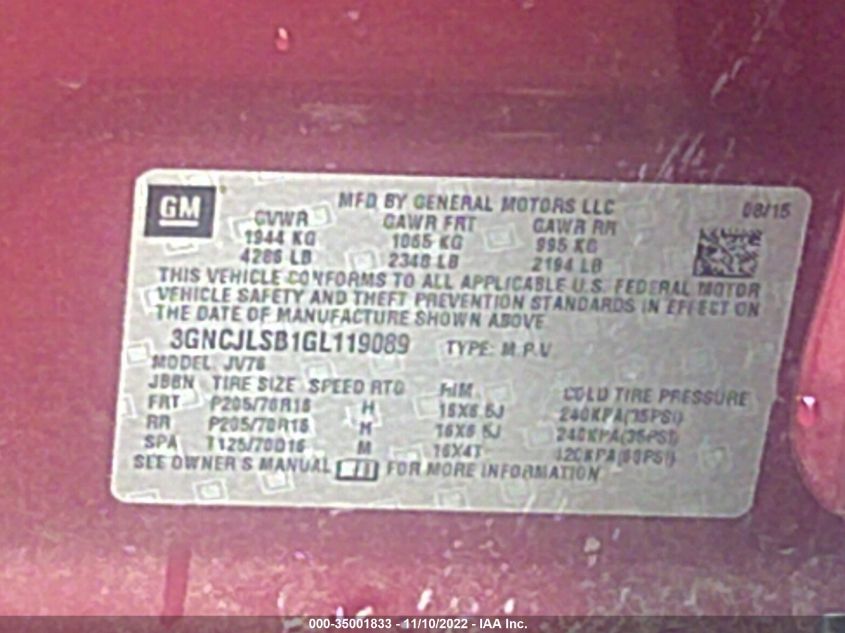 GM
MFD BY GENERAL MOTORS LLC 08/15
GVWR GAWR FRT GAWR RR
1944 KG 1065 KG 995 KG
4286 LB 2348 LB 2194 LB
THIS VEHICLE CONFORMS TO ALL APPLICABLE U.S. FEDERAL MOTOR
VEHICLE SAFETY AND THEFT PREVENTION STANDARDS IN EFFECT ON
THE DATE OF MANUFACTURE SHOWN ABOVE
3GNCJLSB1GL119089 TYPE: M.P.V
MODEL: JV76
JBBN TIRE SIZE SPEED RTG RIM COLD TIRE PRESSURE
FRT P205/70R16 H 16X6.5J 240KPA(35PSI)
RR P205/70R16 H 16X6.5J 240KPA(35PSI)
SPA T125/70D16 M 16X4T 420KPA(60PSI)
SEE OWNER'S MANUAL FOR MORE INFORMATION
000-35001833 - 11/10/2022 - IAA Inc.